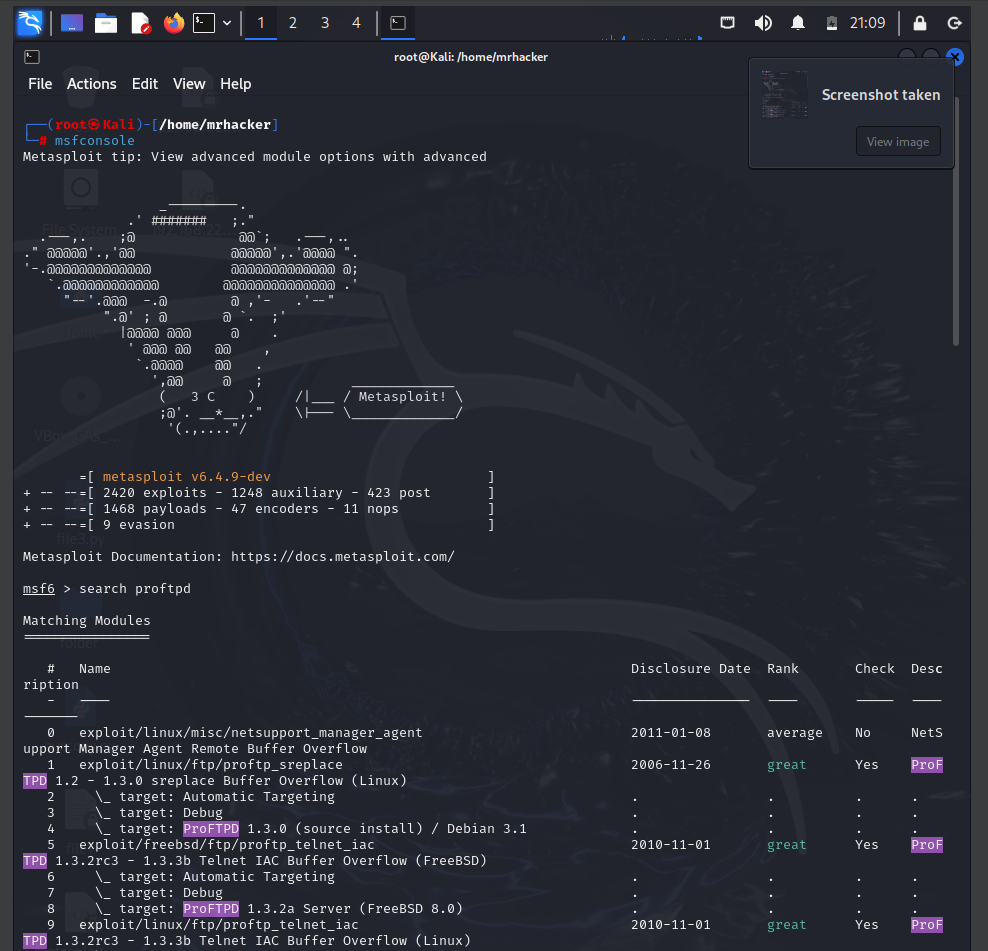 1 2 3 4 21:09
root@Kali: /home/mrhacker
File Actions Edit View Help
Screenshot taken
View image
┌──(root㉿Kali)-[/home/mrhacker]
└─# msfconsole
Metasploit tip: View advanced module options with advanced
/ Metasploit! \
=[ metasploit v6.4.9-dev ]
+ -- --=[ 2420 exploits - 1248 auxiliary - 423 post ]
+ -- --=[ 1468 payloads - 47 encoders - 11 nops ]
+ -- --=[ 9 evasion ]
Metasploit Documentation: https://docs.metasploit.com/
msf6 > search proftpd
Matching Modules
================
# Name Disclosure Date Rank Check Desc
ription
- ---- --------------- ---- ----- ----
-------
0 exploit/linux/misc/netsupport_manager_agent 2011-01-08 average No NetS
upport Manager Agent Remote Buffer Overflow
1 exploit/linux/ftp/proftp_sreplace 2006-11-26 great Yes ProF
TPD 1.2 - 1.3.0 sreplace Buffer Overflow (Linux)
2 \_ target: Automatic Targeting . . . .
3 \_ target: Debug . . . .
4 \_ target: ProFTPD 1.3.0 (source install) / Debian 3.1 . . . .
5 exploit/freebsd/ftp/proftp_telnet_iac 2010-11-01 great Yes ProF
TPD 1.3.2rc3 - 1.3.3b Telnet IAC Buffer Overflow (FreeBSD)
6 \_ target: Automatic Targeting . . . .
7 \_ target: Debug . . . .
8 \_ target: ProFTPD 1.3.2a Server (FreeBSD 8.0) . . . .
9 exploit/linux/ftp/proftp_telnet_iac 2010-11-01 great Yes ProF
TPD 1.3.2rc3 - 1.3.3b Telnet IAC Buffer Overflow (Linux)
File System
file3.py
folder